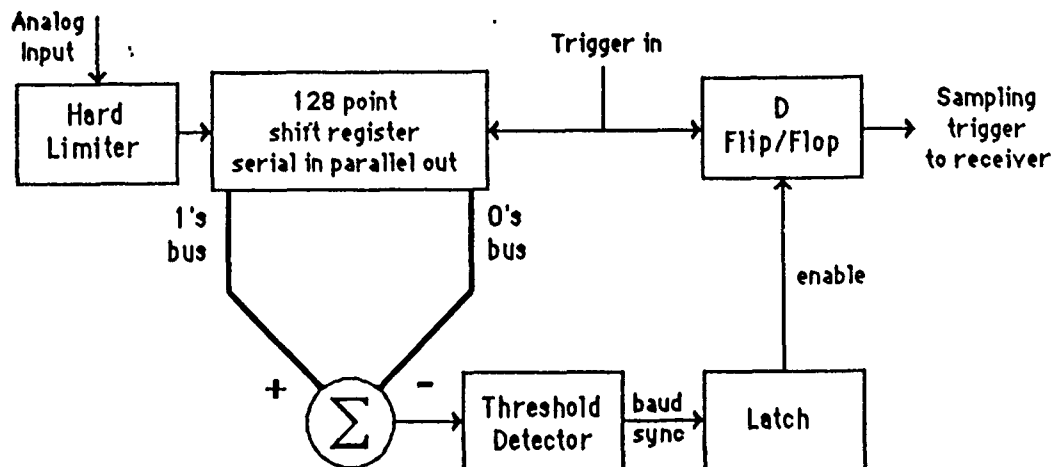 Analog
Input
Trigger in
Hard
Limiter
128 point
shift register
serial in parallel out
D
Flip/Flop
Sampling
trigger
to receiver
1's
bus
0's
bus
enable
+
-
Σ
Threshold
Detector
baud
sync
Latch